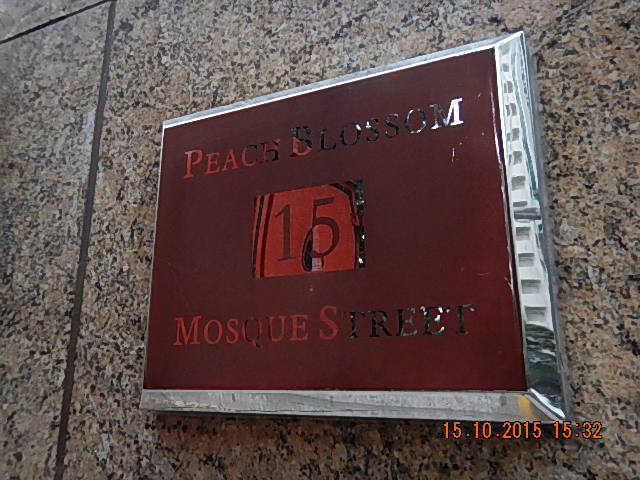 PEACH BLOSSOM
15
MOSQUE STREET
15.10.2015 15:32